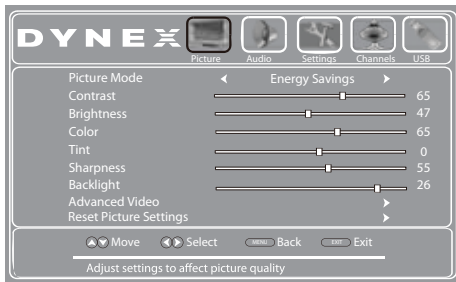 DYNEX
Picture Audio Settings Channels USB
Picture Mode Energy Savings
Contrast 65
Brightness 47
Color 65
Tint 0
Sharpness 55
Backlight 26
Advanced Video
Reset Picture Settings
Move Select MENU Back EXIT Exit
Adjust settings to affect picture quality